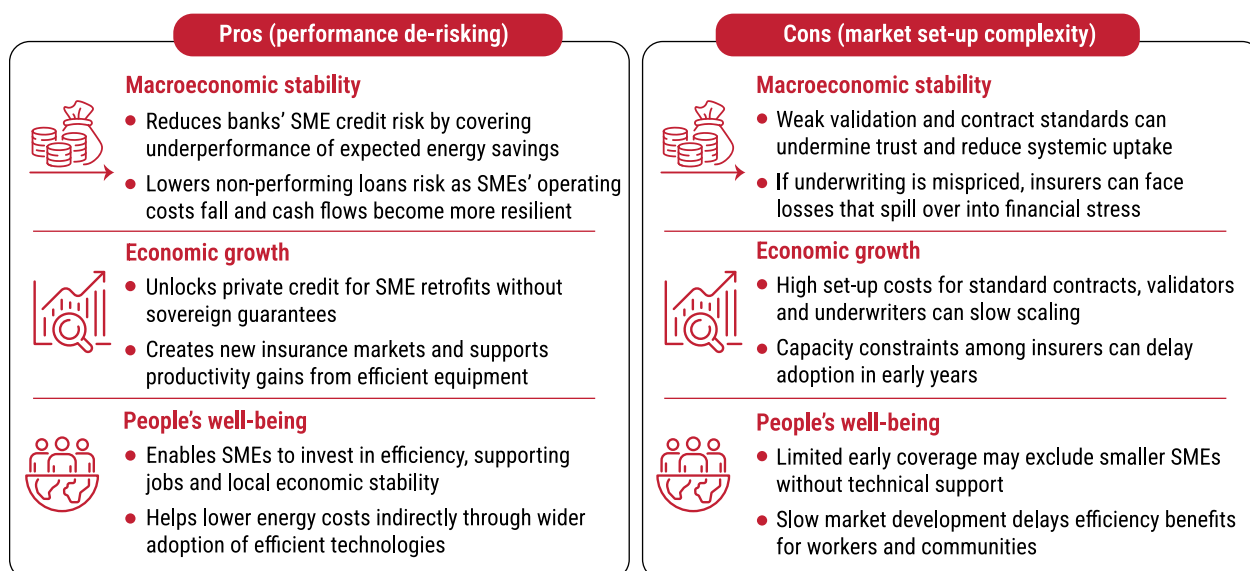 Pros (performance de-risking)
Macroeconomic stability
• Reduces banks’ SME credit risk by covering
underperformance of expected energy savings
• Lowers non-performing loans risk as SMEs’ operating
costs fall and cash flows become more resilient
Economic growth
• Unlocks private credit for SME retrofits without
sovereign guarantees
• Creates new insurance markets and supports
productivity gains from efficient equipment
People’s well-being
• Enables SMEs to invest in efficiency, supporting
jobs and local economic stability
• Helps lower energy costs indirectly through wider
adoption of efficient technologies
Cons (market set-up complexity)
Macroeconomic stability
• Weak validation and contract standards can
undermine trust and reduce systemic uptake
• If underwriting is mispriced, insurers can face
losses that spill over into financial stress
Economic growth
• High set-up costs for standard contracts, validators
and underwriters can slow scaling
• Capacity constraints among insurers can delay
adoption in early years
People’s well-being
• Limited early coverage may exclude smaller SMEs
without technical support
• Slow market development delays efficiency benefits
for workers and communities